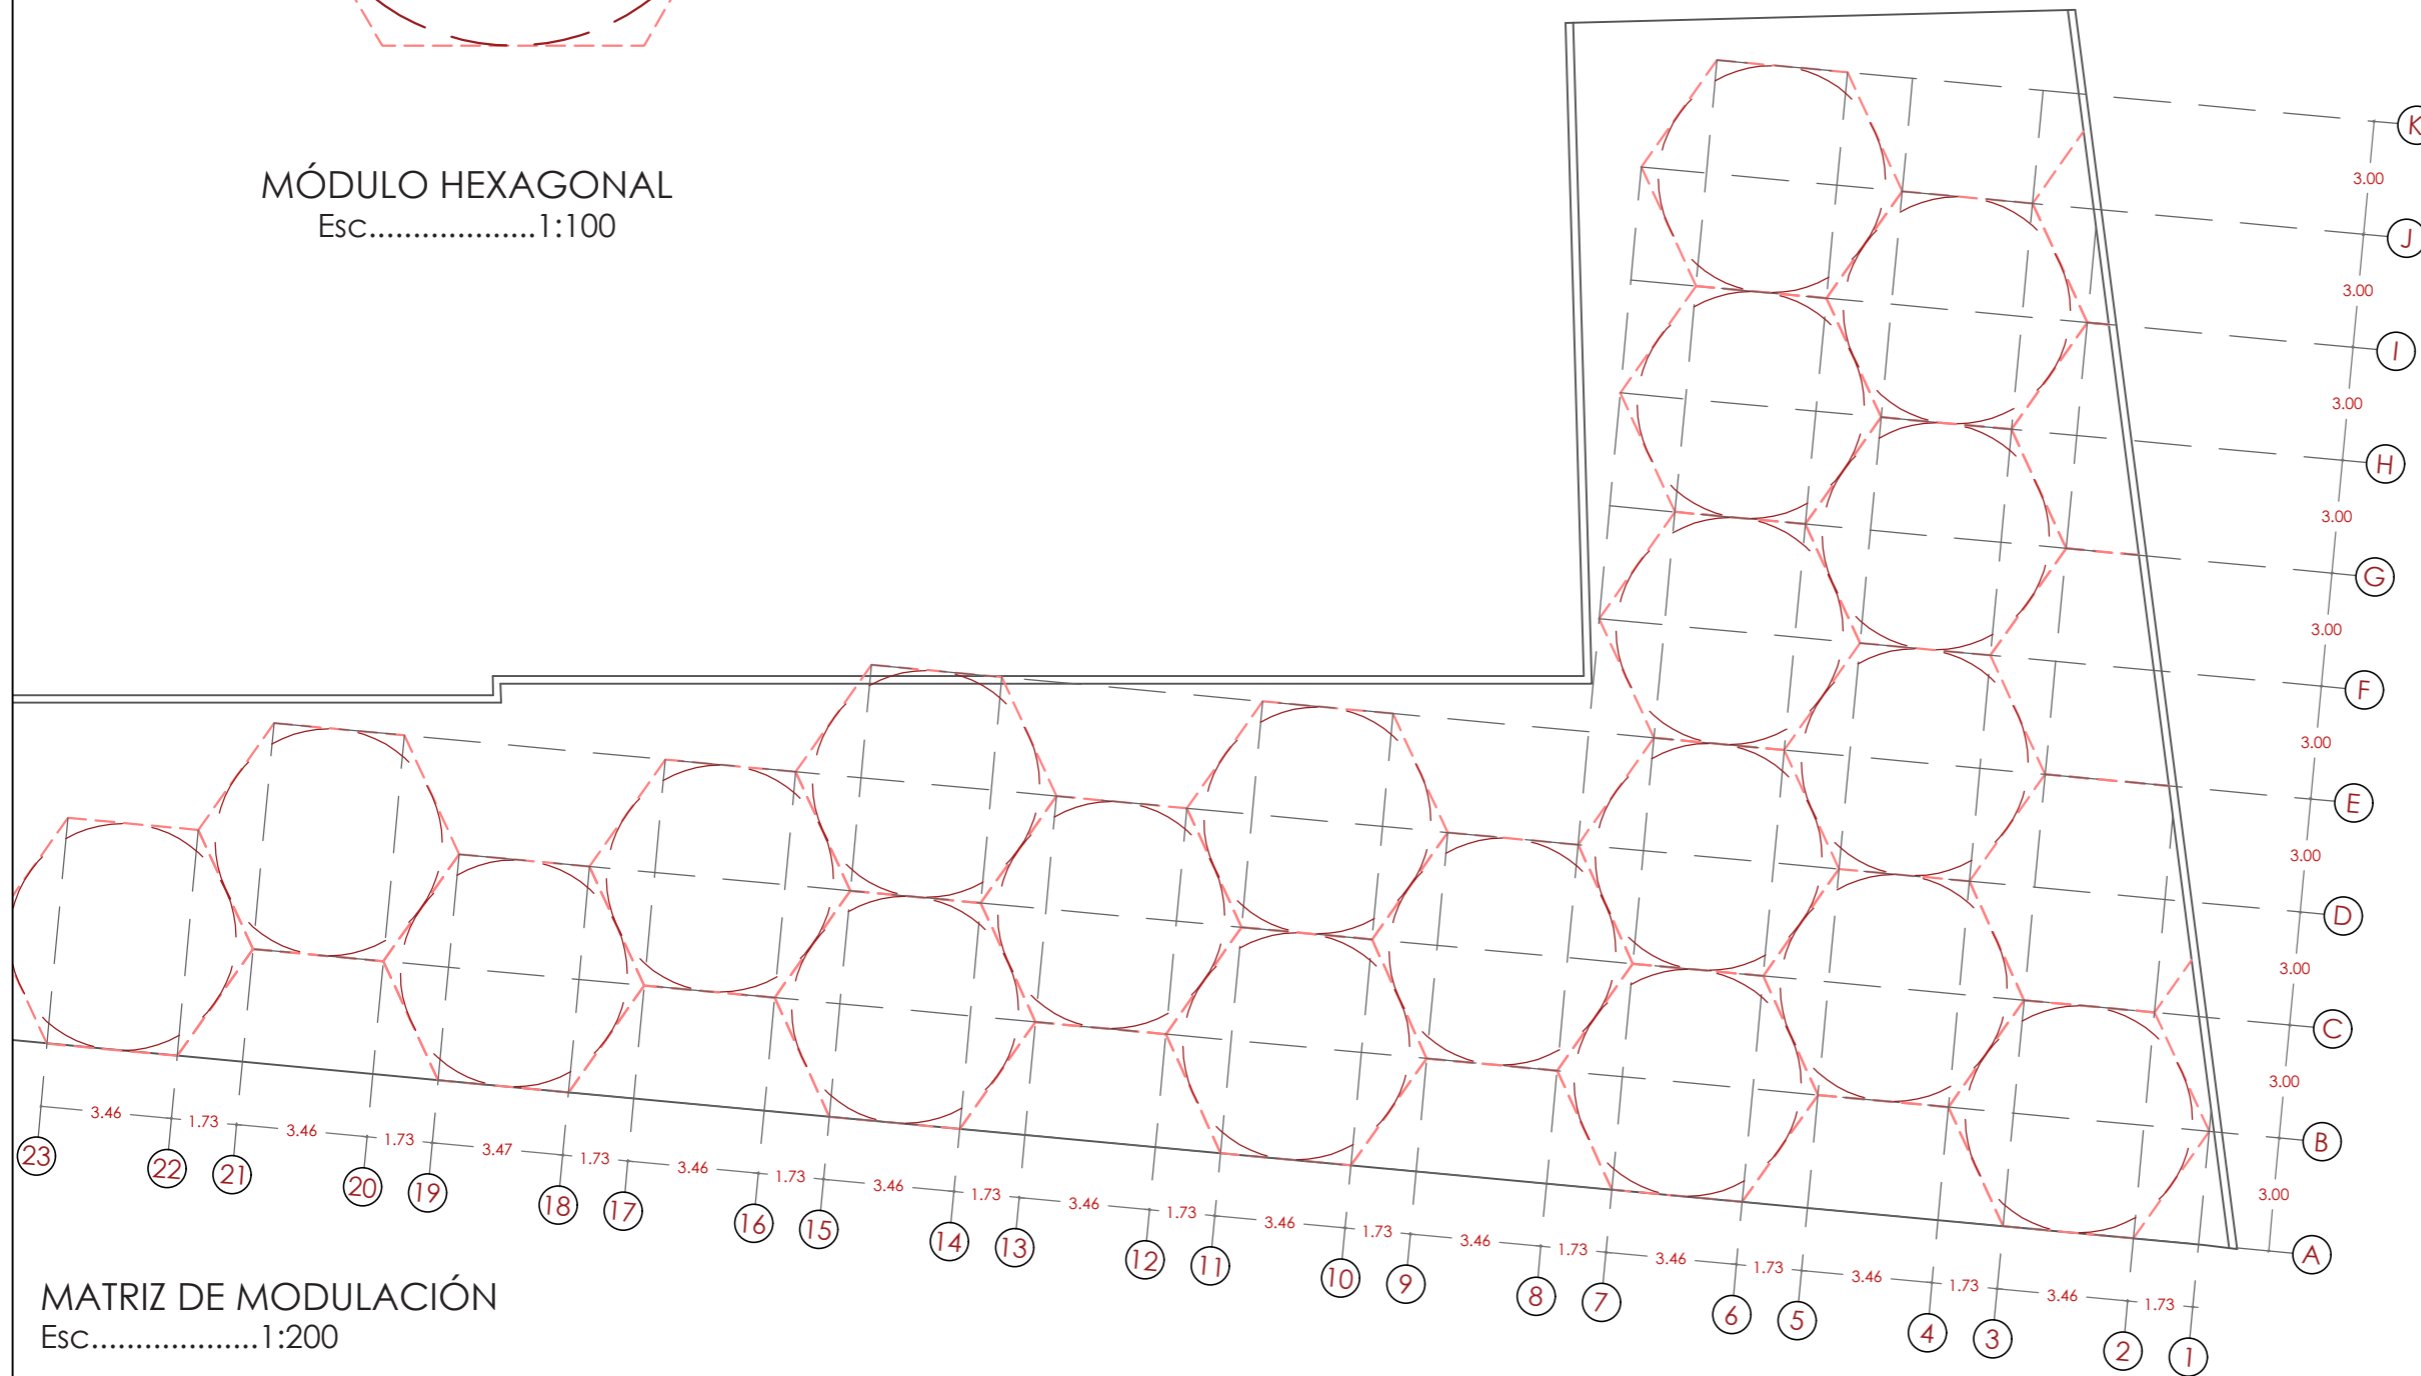 MÓDULO HEXAGONAL
Esc...................1:100
K
3.00
J
3.00
I
3.00
H
3.00
G
3.00
F
3.00
E
3.00
D
3.00
C
3.00
B
3.00
A
3.46 1.73 3.46 1.73 3.47 1.73 3.46 1.73 3.46 1.73 3.46 1.73 3.46 1.73 3.46 1.73 3.46 1.73 3.46 1.73 3.46 1.73
23 22 21 20 19 18 17 16 15 14 13 12 11 10 9 8 7 6 5 4 3 2 1
MATRIZ DE MODULACIÓN
Esc...................1:200